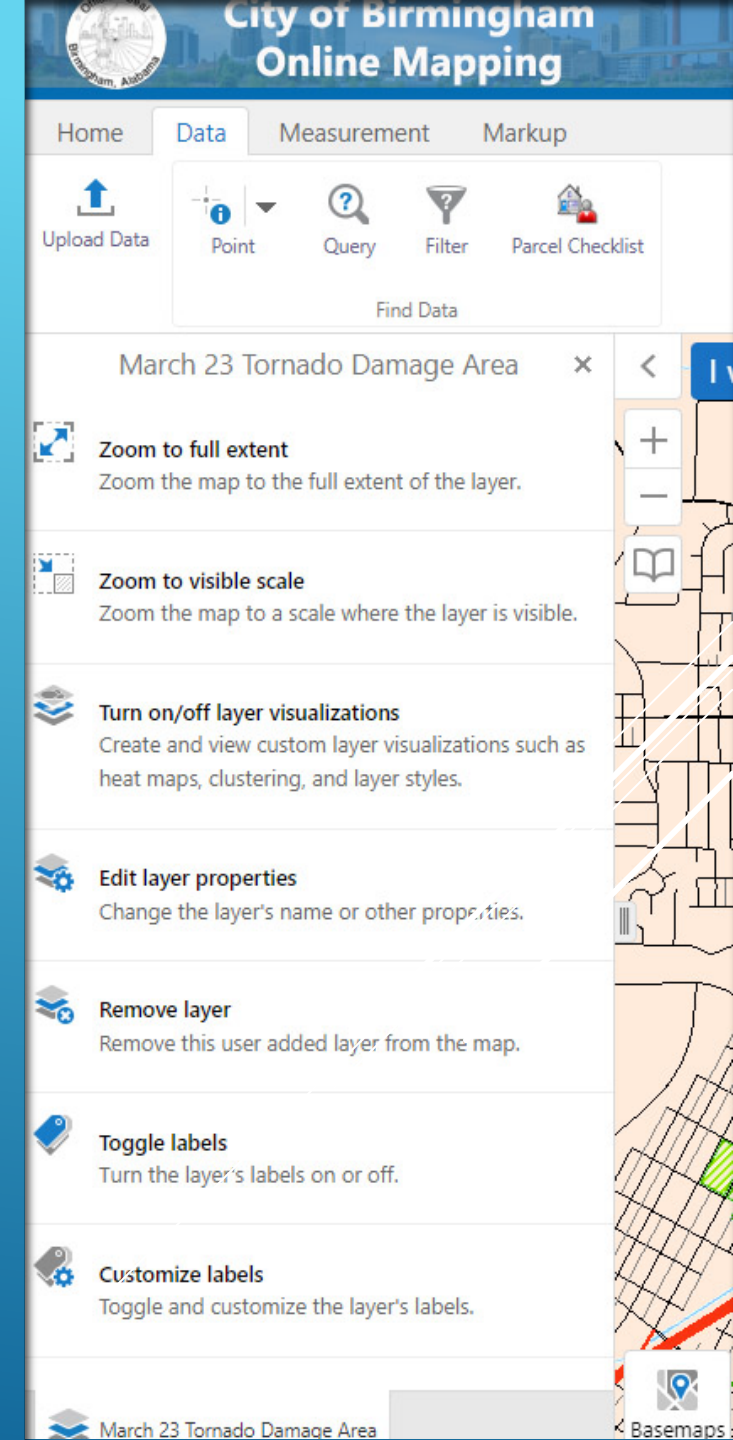 City of Birmingham
Online Mapping
Birmingham, Alabama
Home Data Measurement Markup
Upload Data
Point
Query
Filter
Parcel Checklist
Find Data
March 23 Tornado Damage Area
I
Zoom to full extent
Zoom the map to the full extent of the layer.
Zoom to visible scale
Zoom the map to a scale where the layer is visible.
Turn on/off layer visualizations
Create and view custom layer visualizations such as
heat maps, clustering, and layer styles.
Edit layer properties
Change the layer's name or other properties.
Remove layer
Remove this user added layer from the map.
Toggle labels
Turn the layer's labels on or off.
Customize labels
Toggle and customize the layer's labels.
March 23 Tornado Damage Area
Basemaps